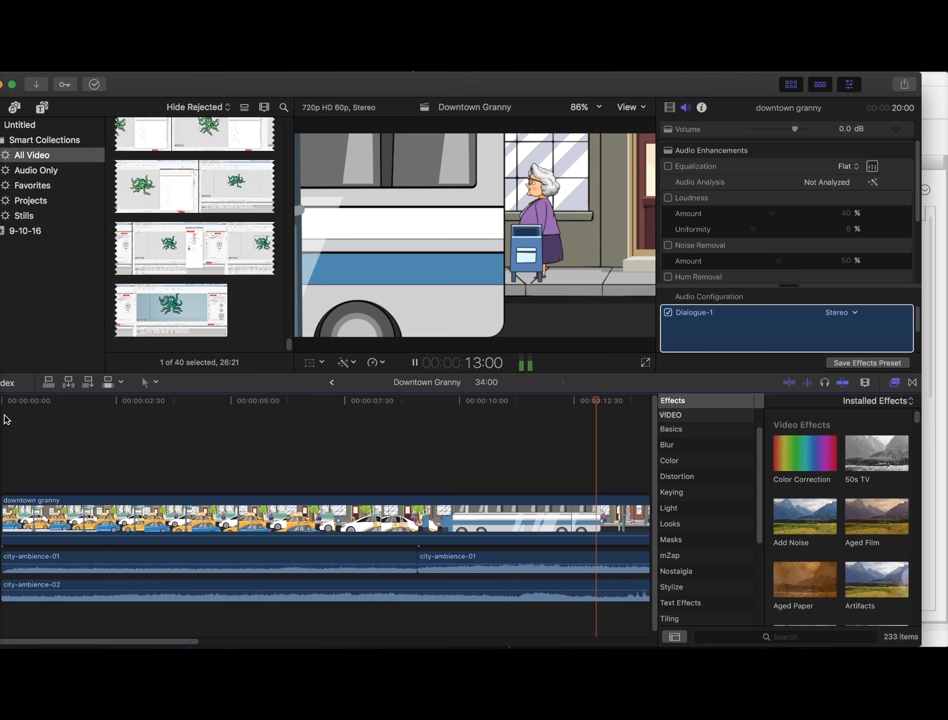 Hide Rejected
720p HD 60p, Stereo
Downtown Granny
86%
View
downtown granny
00:00:20:00
Untitled
Smart Collections
All Video
Audio Only
Favorites
Projects
Stills
9-10-16
1 of 40 selected, 26:21
00:00:13:00
Volume
0.0 dB
Audio Enhancements
Equalization
Flat
Audio Analysis
Not Analyzed
Loudness
Amount
40 %
Uniformity
6 %
Noise Removal
Amount
50 %
Hum Removal
Audio Configuration
Dialogue-1
Stereo
Save Effects Preset
dex
Downtown Granny
34:00
00:00:00:00
00:00:02:30
00:00:05:00
00:00:07:30
00:00:10:00
00:00:12:30
downtown granny
city-ambience-01
city-ambience-01
city-ambience-02
Effects
Installed Effects
VIDEO
Basics
Blur
Color
Distortion
Keying
Light
Looks
Masks
mZap
Nostalgia
Stylize
Text Effects
Tiling
Video Effects
Color Correction
50s TV
Add Noise
Aged Film
Aged Paper
Artifacts
Search
233 items